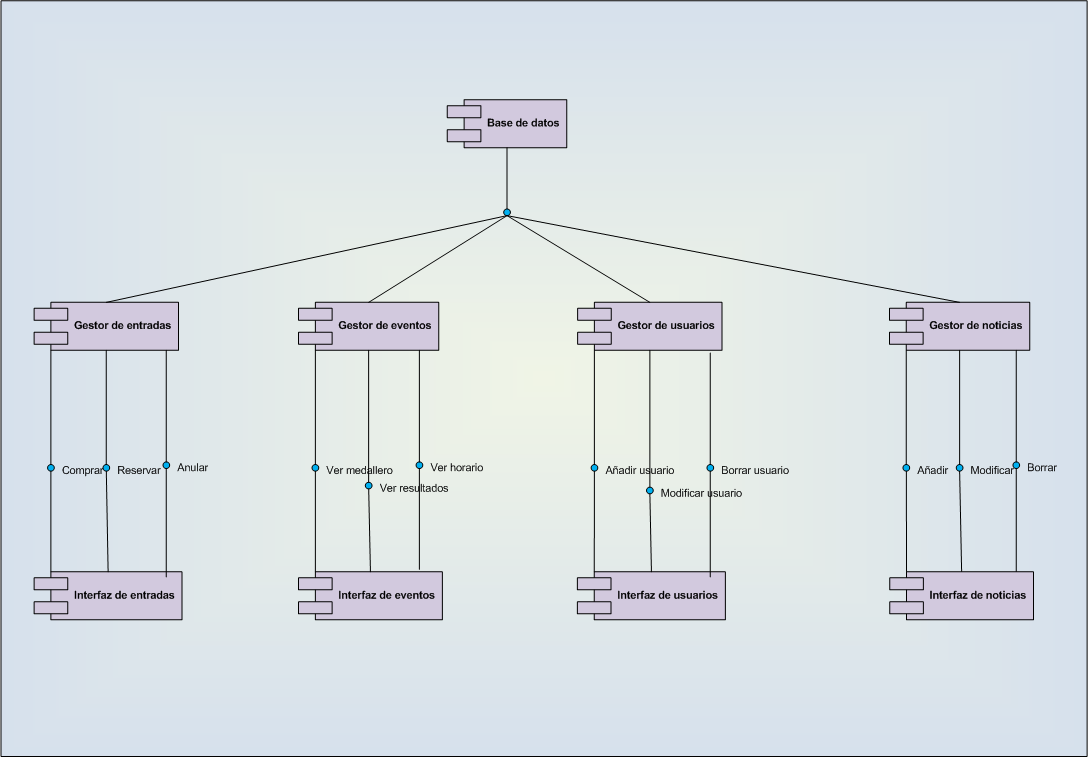 Base de datos
Gestor de entradas
Gestor de eventos
Gestor de usuarios
Gestor de noticias
Comprar
Reservar
Anular
Ver medallero
Ver resultados
Ver horario
Añadir usuario
Modificar usuario
Borrar usuario
Añadir
Modificar
Borrar
Interfaz de entradas
Interfaz de eventos
Interfaz de usuarios
Interfaz de noticias